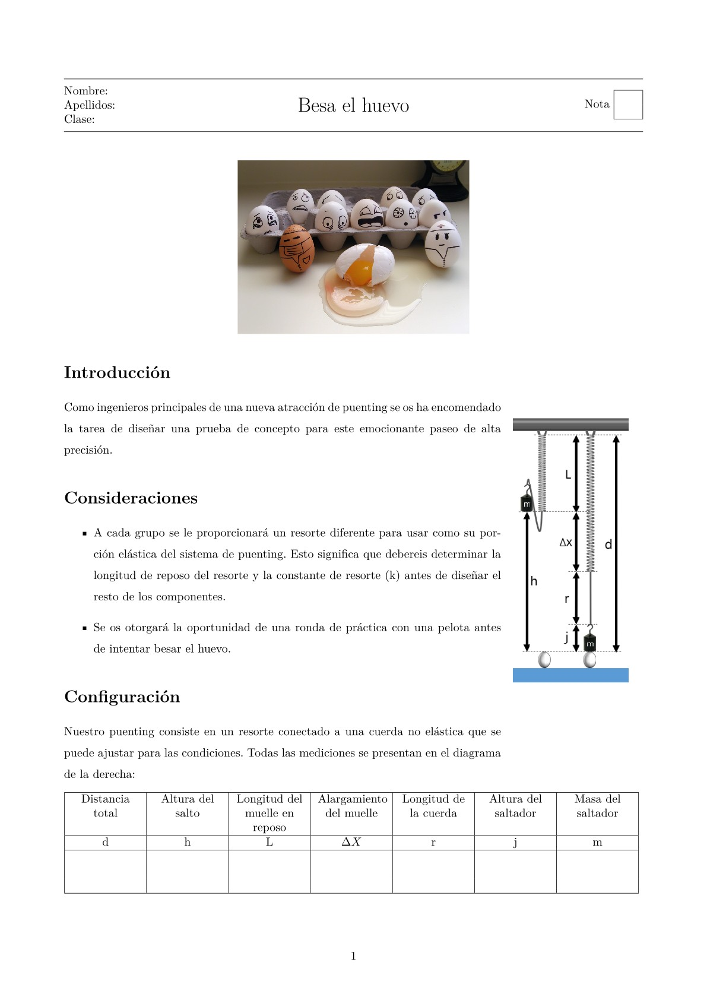 Nombre:
Apellidos:
Clase:
Besa el huevo
Nota
Introducción
Como ingenieros principales de una nueva atracción de puenting se os ha encomendado
la tarea de diseñar una prueba de concepto para este emocionante paseo de alta
precisión.
Consideraciones
▪ A cada grupo se le proporcionará un resorte diferente para usar como su por-
ción elástica del sistema de puenting. Esto significa que debereis determinar la
longitud de reposo del resorte y la constante de resorte (k) antes de diseñar el
resto de los componentes.
▪ Se os otorgará la oportunidad de una ronda de práctica con una pelota antes
de intentar besar el huevo.
L
m
Δx
d
h
r
j
m
Configuración
Nuestro puenting consiste en un resorte conectado a una cuerda no elástica que se
puede ajustar para las condiciones. Todas las mediciones se presentan en el diagrama
de la derecha:
Distancia total
Altura del salto
Longitud del muelle en reposo
Alargamiento del muelle
Longitud de la cuerda
Altura del saltador
Masa del saltador
d h L ΔX r j m
1